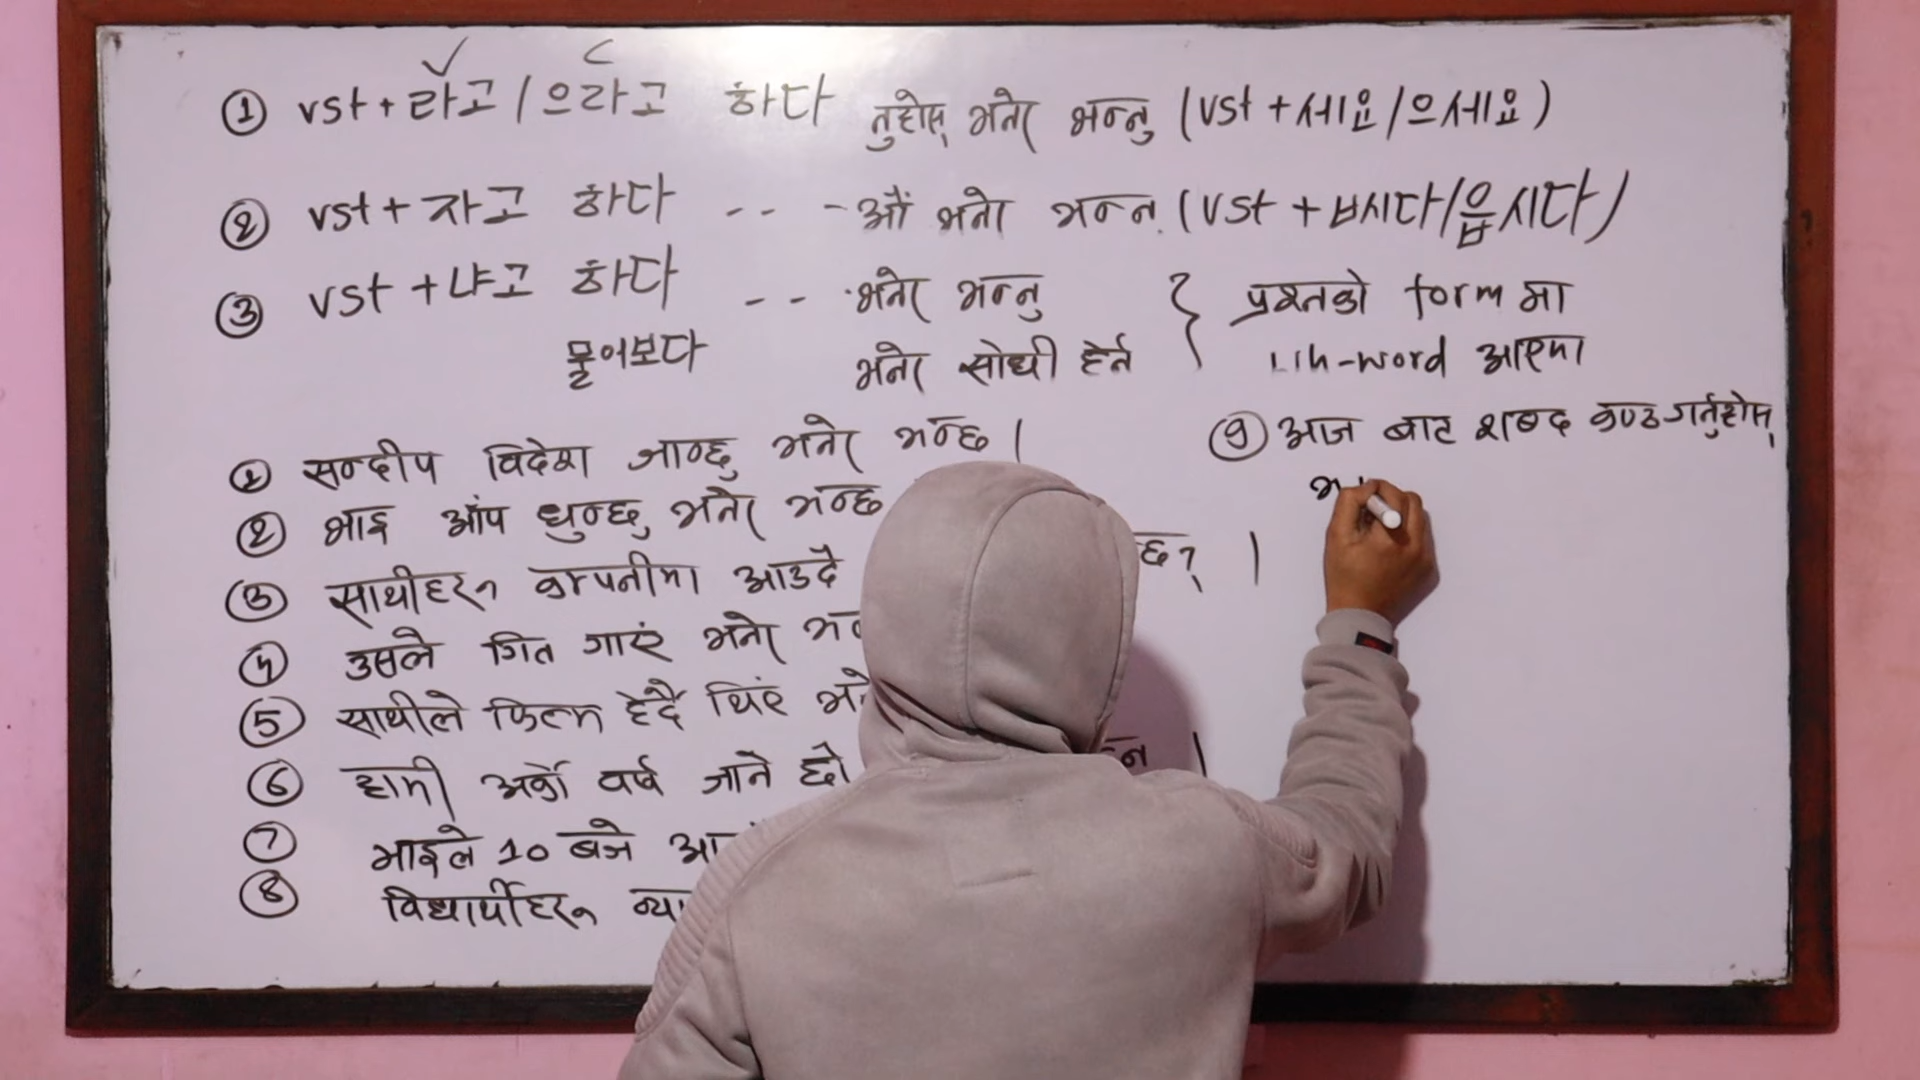 ① vst + 라고 / 으라고 하다 नुहोस् भनेर भन्नु (vst + 세요 / 으세요)
② vst + 자고 하다 -- - औं भनेर भन्न (vst + ㅂ시다 / 읍시다)
③ vst + 냐고 하다 -- भनेर भन्नु } प्रश्नको form मा
물어보다 भनेर सोधी हेर्न wh-word आएमा
① सन्दीप विदेश जान्छु भनेर भन्छ ।
② भाइ आँप धुन्छु भनेर भन्छ
③ साथीहरू कम्पनीमा आउदै छन् ।
④ उसले गित गाएं भनेर
⑤ साथीले फिल्म हेर्दै थिएं
⑥ हामी अर्को वर्ष जाने छौ ।
⑦ भाइले 10 बजे
⑧ विद्यार्थीहरू
⑨ आज बाट शब्द कण्ठ गर्नुहोस्